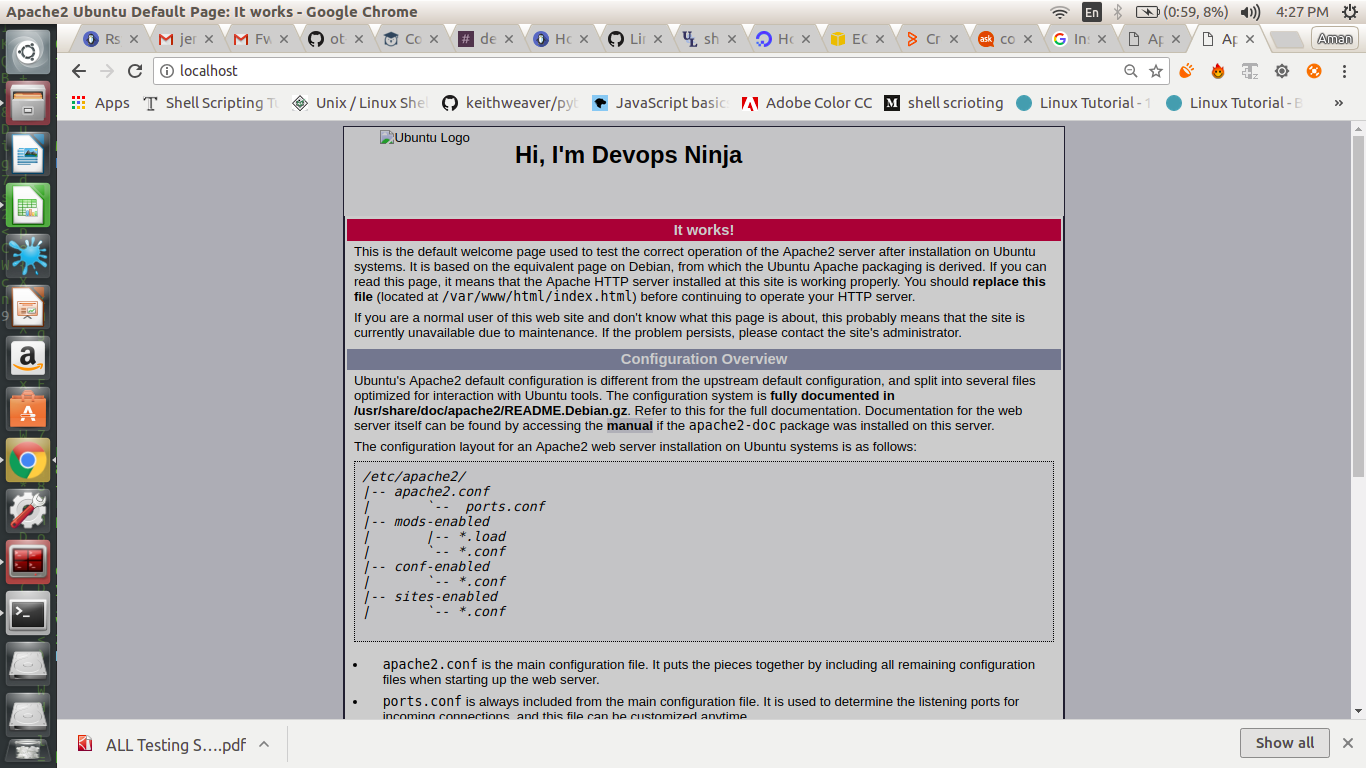 Apache2 Ubuntu Default Page: It works - Google Chrome
En (0:59, 8%) 4:27 PM
Rs jer Fw ot Co de Ho Lir sh Ho EC Cr co Ins Ap Ap Aman
localhost
Apps Shell Scripting Tu Unix / Linux Shel keithweaver/pyt JavaScript basic Adobe Color CC shell scrioting Linux Tutorial - 1 Linux Tutorial - B »
Ubuntu Logo
Hi, I'm Devops Ninja
It works!
This is the default welcome page used to test the correct operation of the Apache2 server after installation on Ubuntu
systems. It is based on the equivalent page on Debian, from which the Ubuntu Apache packaging is derived. If you can
read this page, it means that the Apache HTTP server installed at this site is working properly. You should replace this
file (located at /var/www/html/index.html) before continuing to operate your HTTP server.
If you are a normal user of this web site and don't know what this page is about, this probably means that the site is
currently unavailable due to maintenance. If the problem persists, please contact the site's administrator.
Configuration Overview
Ubuntu's Apache2 default configuration is different from the upstream default configuration, and split into several files
optimized for interaction with Ubuntu tools. The configuration system is fully documented in
/usr/share/doc/apache2/README.Debian.gz. Refer to this for the full documentation. Documentation for the web
server itself can be found by accessing the manual if the apache2-doc package was installed on this server.
The configuration layout for an Apache2 web server installation on Ubuntu systems is as follows:
/etc/apache2/
|-- apache2.conf
|       `--  ports.conf
|-- mods-enabled
|       |-- *.load
|       `-- *.conf
|-- conf-enabled
|       `-- *.conf
|-- sites-enabled
|       `-- *.conf
• apache2.conf is the main configuration file. It puts the pieces together by including all remaining configuration
files when starting up the web server.
• ports.conf is always included from the main configuration file. It is used to determine the listening ports for
incoming connections, and this file can be customized anytime.
ALL Testing S....pdf Show all